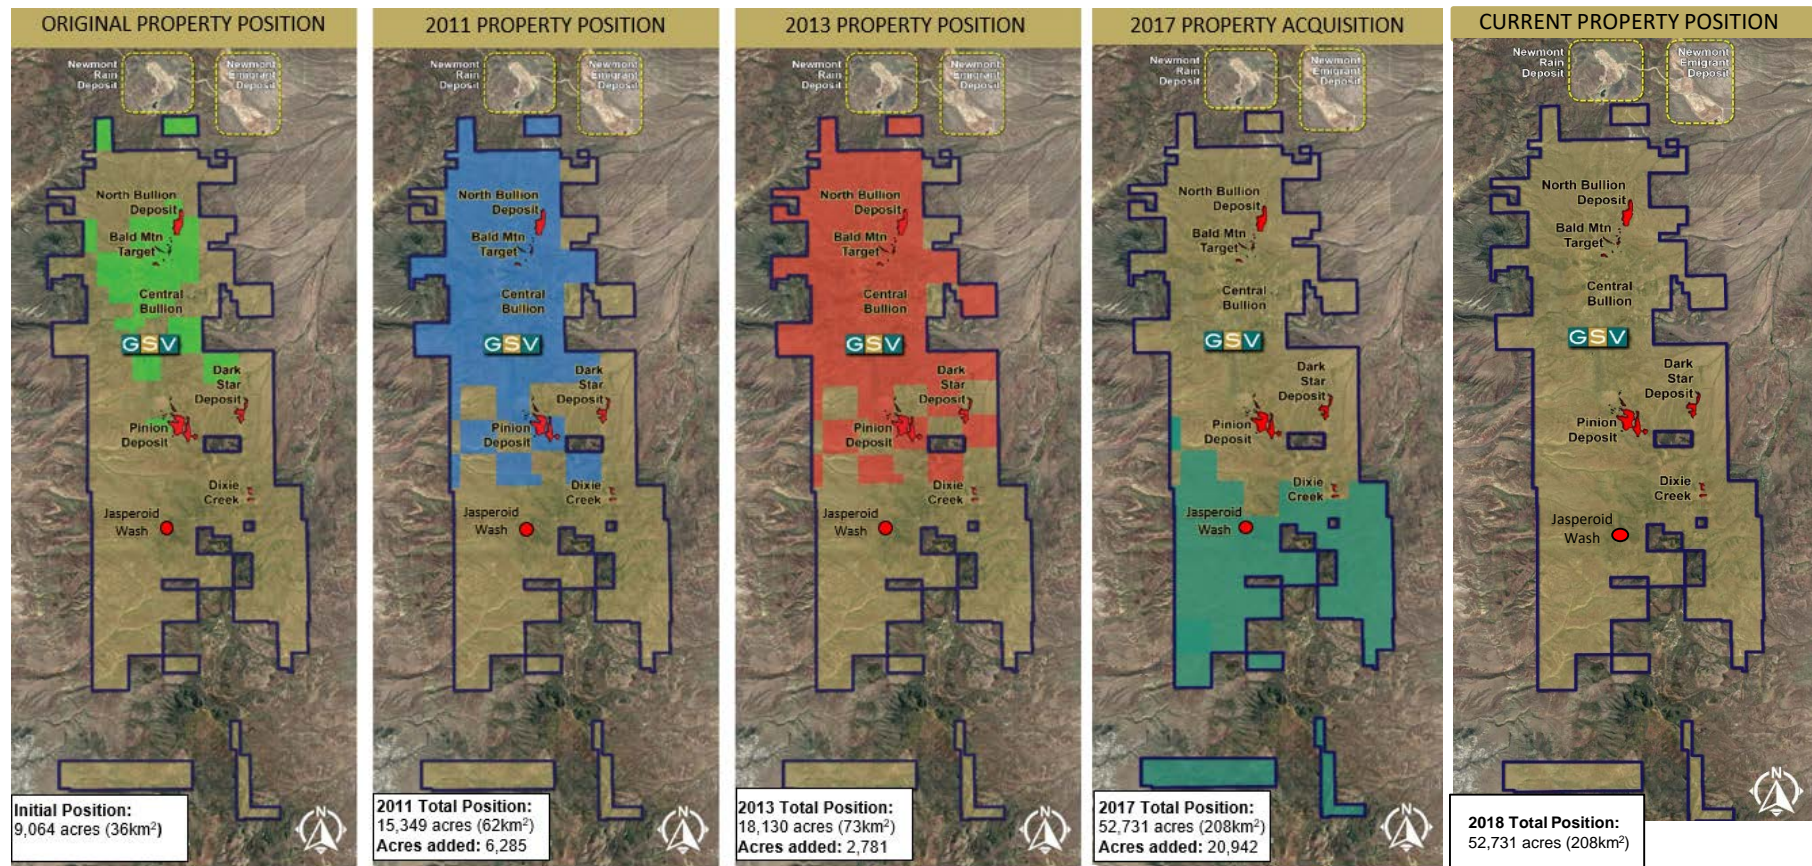 ORIGINAL PROPERTY POSITION
Newmont
Rain
Deposit
Newmont
Emigrant
Deposit
North Bullion
Deposit
Bald Mtn
Target
Central
Bullion
GSV
Dark
Star
Deposit
Pinion
Deposit
Dixie
Creek
Jasperoid
Wash
Initial Position:
9,064 acres (36km²)
N
2011 PROPERTY POSITION
Newmont
Rain
Deposit
Newmont
Emigrant
Deposit
North Bullion
Deposit
Bald Mtn
Target
Central
Bullion
GSV
Dark
Star
Deposit
Pinion
Deposit
Dixie
Creek
Jasperoid
Wash
2011 Total Position:
15,349 acres (62km²)
Acres added: 6,285
N
2013 PROPERTY POSITION
Newmont
Rain
Deposit
Newmont
Emigrant
Deposit
North Bullion
Deposit
Bald Mtn
Target
Central
Bullion
GSV
Dark
Star
Deposit
Pinion
Deposit
Dixie
Creek
Jasperoid
Wash
2013 Total Position:
18,130 acres (73km²)
Acres added: 2,781
N
2017 PROPERTY ACQUISITION
Newmont
Rain
Deposit
Newmont
Emigrant
Deposit
North Bullion
Deposit
Bald Mtn
Target
Central
Bullion
GSV
Dark
Star
Deposit
Pinion
Deposit
Dixie
Creek
Jasperoid
Wash
2017 Total Position:
52,731 acres (208km²)
Acres added: 20,942
N
CURRENT PROPERTY POSITION
Newmont
Rain
Deposit
Newmont
Emigrant
Deposit
North Bullion
Deposit
Bald Mtn
Target
Central
Bullion
GSV
Dark
Star
Deposit
Pinion
Deposit
Dixie
Creek
Jasperoid
Wash
2018 Total Position:
52,731 acres (208km²)
N